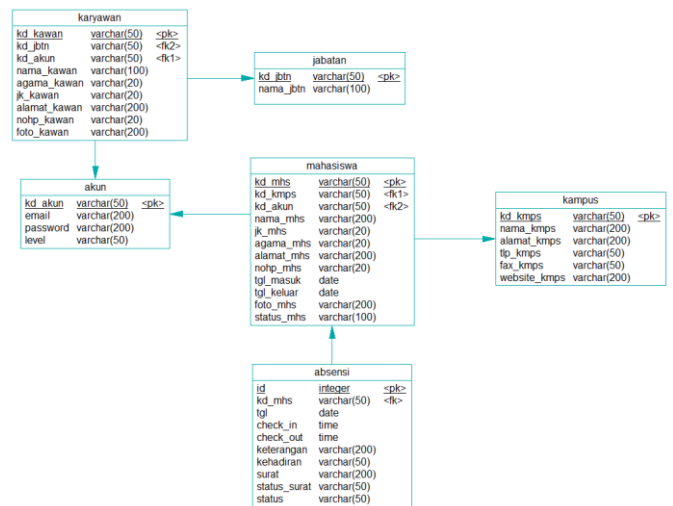 karyawan
kd_kawan varchar(50) <pk>
kd_jbtn varchar(50) <fk2>
kd_akun varchar(50) <fk1>
nama_kawan varchar(100)
agama_kawan varchar(20)
jk_kawan varchar(20)
alamat_kawan varchar(200)
nohp_kawan varchar(20)
foto_kawan varchar(200)
jabatan
kd_jbtn varchar(50) <pk>
nama_jbtn varchar(100)
akun
kd_akun varchar(50) <pk>
email varchar(200)
password varchar(200)
level varchar(50)
mahasiswa
kd_mhs varchar(50) <pk>
kd_kmps varchar(50) <fk1>
kd_akun varchar(50) <fk2>
nama_mhs varchar(200)
jk_mhs varchar(20)
agama_mhs varchar(20)
alamat_mhs varchar(200)
nohp_mhs varchar(20)
tgl_masuk date
tgl_keluar date
foto_mhs varchar(200)
status_mhs varchar(100)
kampus
kd_kmps varchar(50) <pk>
nama_kmps varchar(200)
alamat_kmps varchar(200)
tlp_kmps varchar(50)
fax_kmps varchar(50)
website_kmps varchar(200)
absensi
id integer <pk>
kd_mhs varchar(50) <fk>
tgl date
check_in time
check_out time
keterangan varchar(200)
kehadiran varchar(50)
surat varchar(200)
status_surat varchar(50)
status varchar(50)